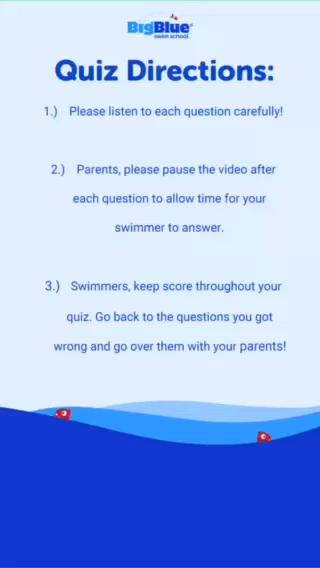 BigBlue®
swim school
Quiz Directions:
1.) Please listen to each question carefully!
2.) Parents, please pause the video after
each question to allow time for your
swimmer to answer.
3.) Swimmers, keep score throughout your
quiz. Go back to the questions you got
wrong and go over them with your parents!